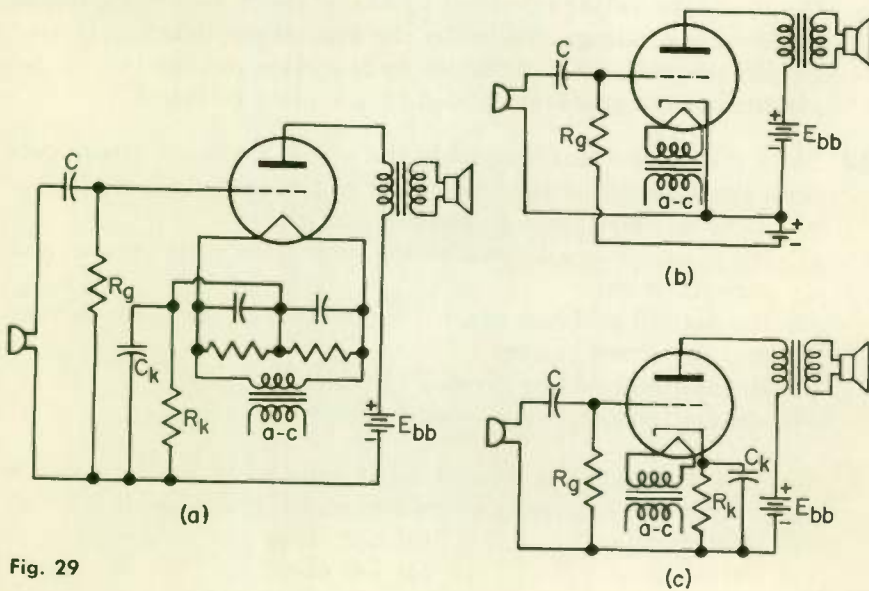 C
Rg
Ck
Rk
a-c
+
-
Ebb
(a)
C
Rg
a-c
+
-
Ebb
+
-
(b)
C
Rg
a-c
Rk
Ck
+
-
Ebb
(c)
Fig. 29